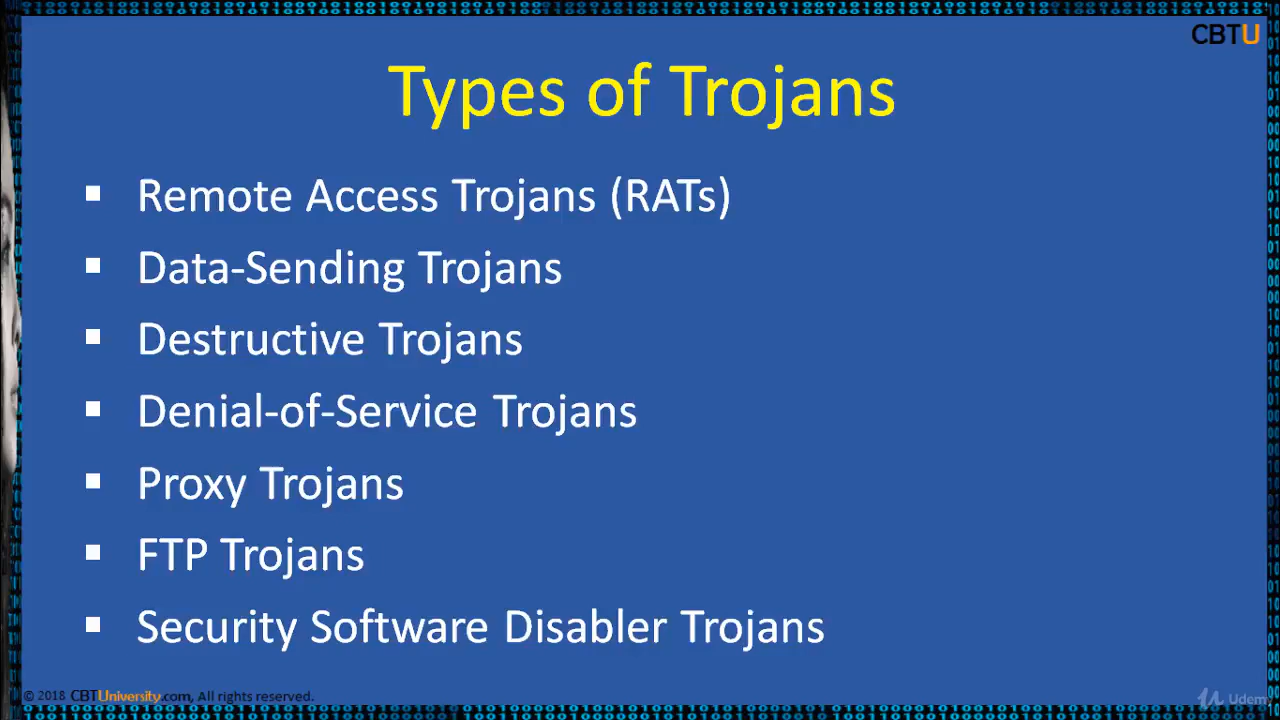 CBTU
Types of Trojans
▪ Remote Access Trojans (RATs)
▪ Data-Sending Trojans
▪ Destructive Trojans
▪ Denial-of-Service Trojans
▪ Proxy Trojans
▪ FTP Trojans
▪ Security Software Disabler Trojans
© 2018 CBTUniversity.com, All rights reserved.
Udemy